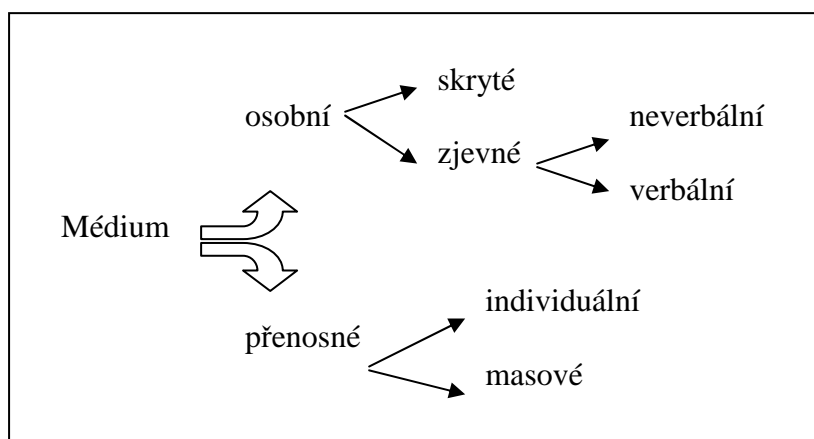 skryté
osobní
neverbální
zjevné
verbální
Médium
individuální
přenosné
masové